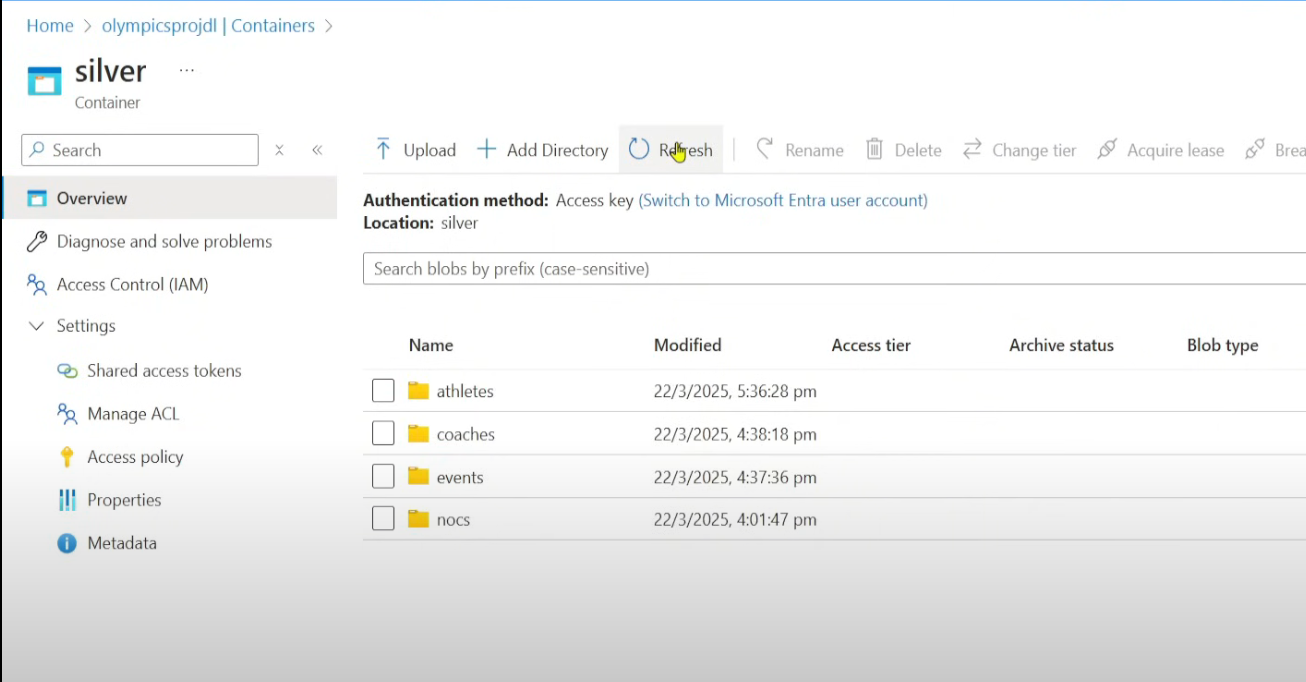 Home > olympicsprojdl | Containers >
silver ...
Container
Search
Upload Add Directory Refresh Rename Delete Change tier Acquire lease Brea
Overview
Authentication method: Access key (Switch to Microsoft Entra user account)
Location: silver
Diagnose and solve problems
Search blobs by prefix (case-sensitive)
Access Control (IAM)
Settings
Name Modified Access tier Archive status Blob type
Shared access tokens
athletes 22/3/2025, 5:36:28 pm
Manage ACL
coaches 22/3/2025, 4:38:18 pm
Access policy
events 22/3/2025, 4:37:36 pm
Properties
nocs 22/3/2025, 4:01:47 pm
Metadata